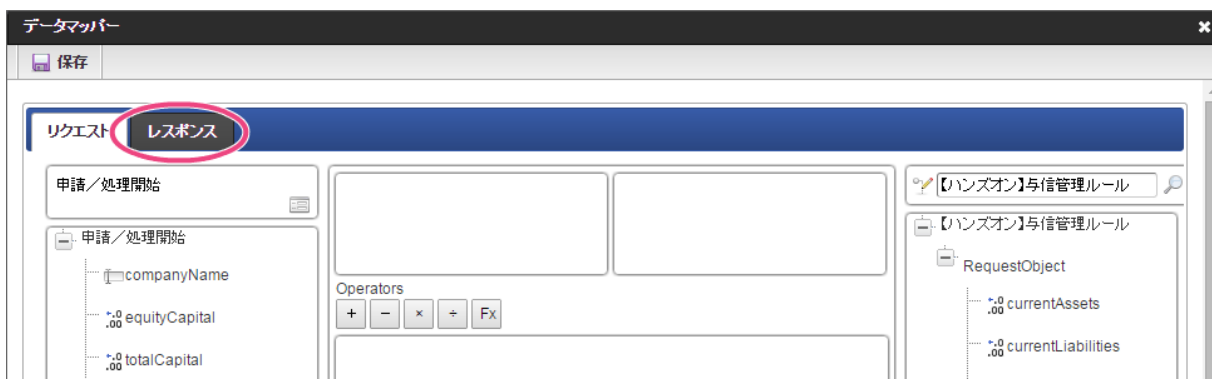 データマッパー
保存
リクエスト
レスポンス
申請／処理開始
申請／処理開始
companyName
equityCapital
totalCapital
Operators
+ − × ÷ Fx
【ハンズオン】与信管理ルール
【ハンズオン】与信管理ルール
RequestObject
currentAssets
currentLiabilities